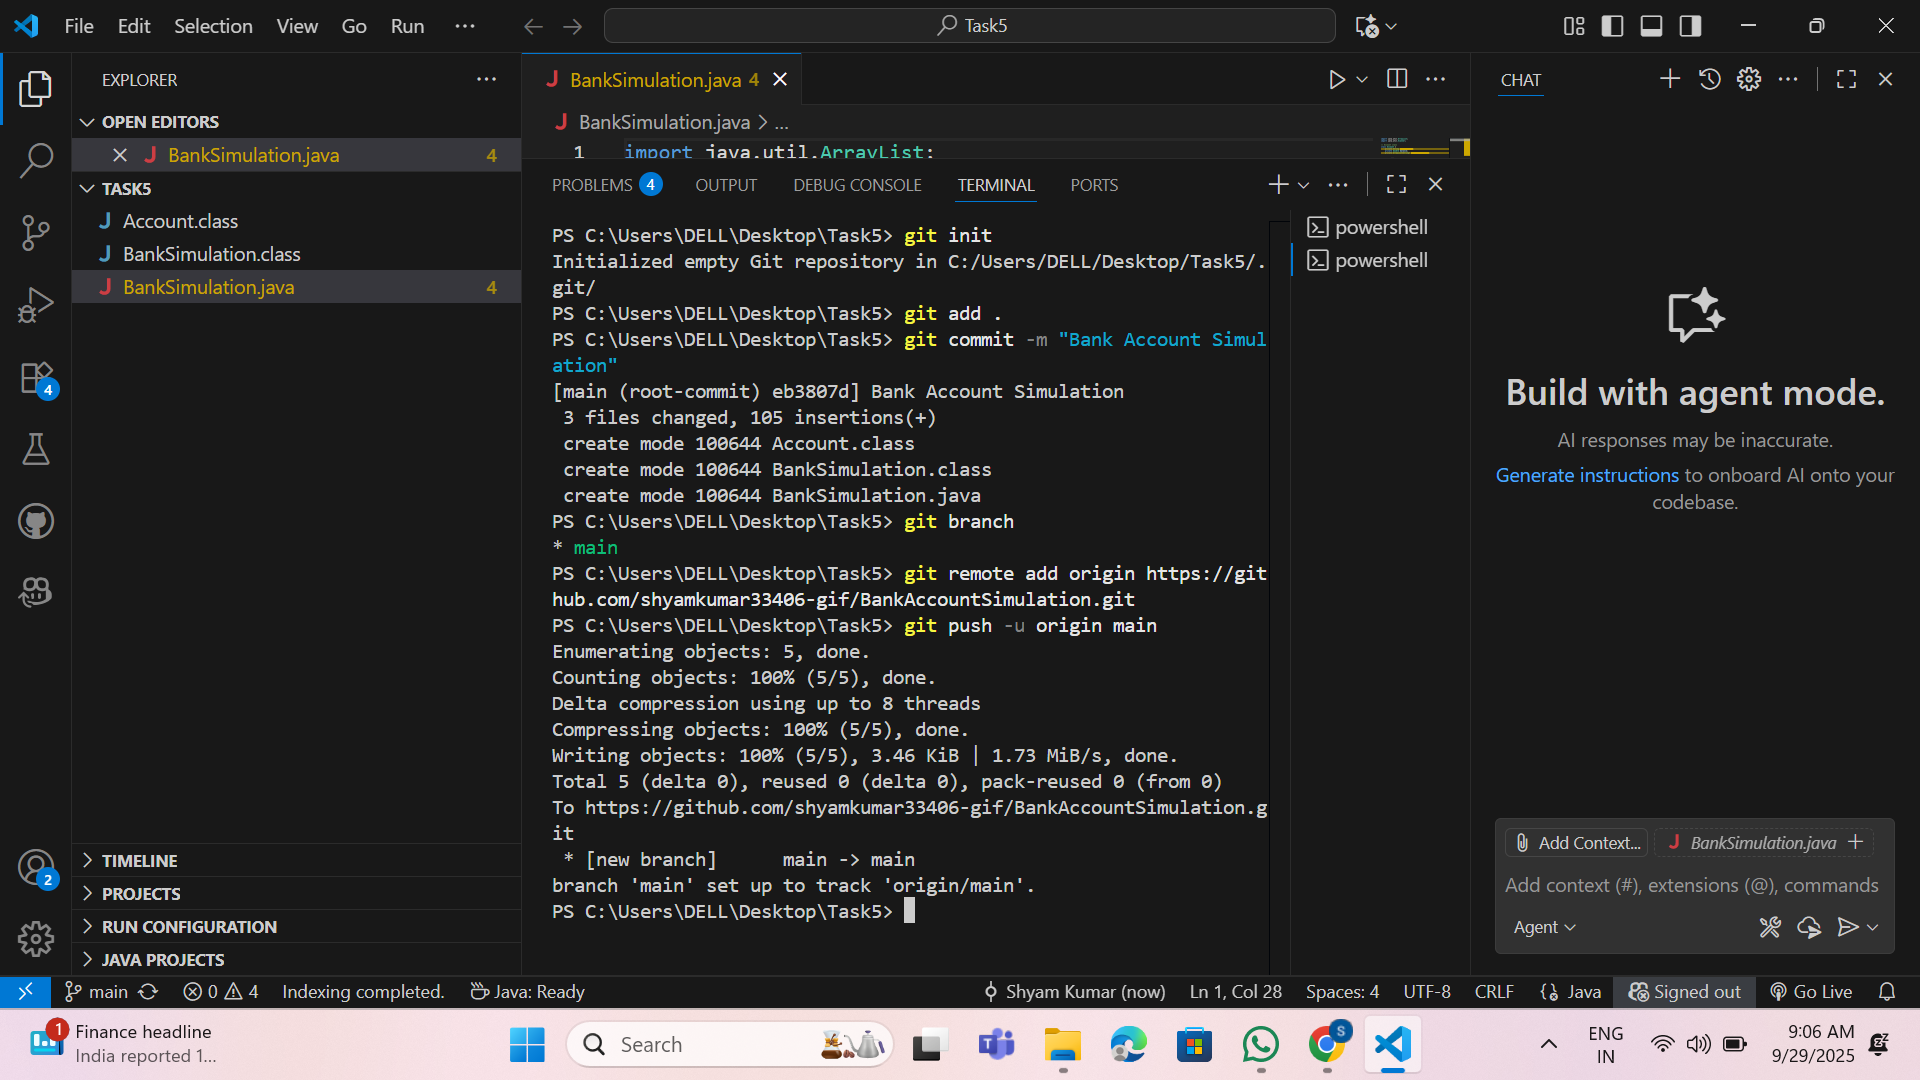 File Edit Selection View Go Run
Task5
EXPLORER
OPEN EDITORS
BankSimulation.java 4
TASK5
Account.class
BankSimulation.class
BankSimulation.java 4
TIMELINE
PROJECTS
RUN CONFIGURATION
JAVA PROJECTS
4
2
BankSimulation.java 4
BankSimulation.java > ...
1 import java.util.ArrayList;
PROBLEMS 4 OUTPUT DEBUG CONSOLE TERMINAL PORTS
PS C:\Users\DELL\Desktop\Task5> git init
Initialized empty Git repository in C:/Users/DELL/Desktop/Task5/.
git/
PS C:\Users\DELL\Desktop\Task5> git add .
PS C:\Users\DELL\Desktop\Task5> git commit -m "Bank Account Simul
ation"
[main (root-commit) eb3807d] Bank Account Simulation
3 files changed, 105 insertions(+)
create mode 100644 Account.class
create mode 100644 BankSimulation.class
create mode 100644 BankSimulation.java
PS C:\Users\DELL\Desktop\Task5> git branch
* main
PS C:\Users\DELL\Desktop\Task5> git remote add origin https://git
hub.com/shyamkumar33406-gif/BankAccountSimulation.git
PS C:\Users\DELL\Desktop\Task5> git push -u origin main
Enumerating objects: 5, done.
Counting objects: 100% (5/5), done.
Delta compression using up to 8 threads
Compressing objects: 100% (5/5), done.
Writing objects: 100% (5/5), 3.46 KiB | 1.73 MiB/s, done.
Total 5 (delta 0), reused 0 (delta 0), pack-reused 0 (from 0)
To https://github.com/shyamkumar33406-gif/BankAccountSimulation.g
it
* [new branch]      main -> main
branch 'main' set up to track 'origin/main'.
PS C:\Users\DELL\Desktop\Task5>
powershell
powershell
CHAT
Build with agent mode.
AI responses may be inaccurate.
Generate instructions to onboard AI onto your
codebase.
Add Context... BankSimulation.java +
Add context (#), extensions (@), commands
Agent
main 0 4 Indexing completed. Java: Ready Shyam Kumar (now) Ln 1, Col 28 Spaces: 4 UTF-8 CRLF {} Java Signed out Go Live
1
Finance headline
India reported 1...
Search
S
ENG
IN
9:06 AM
9/29/2025